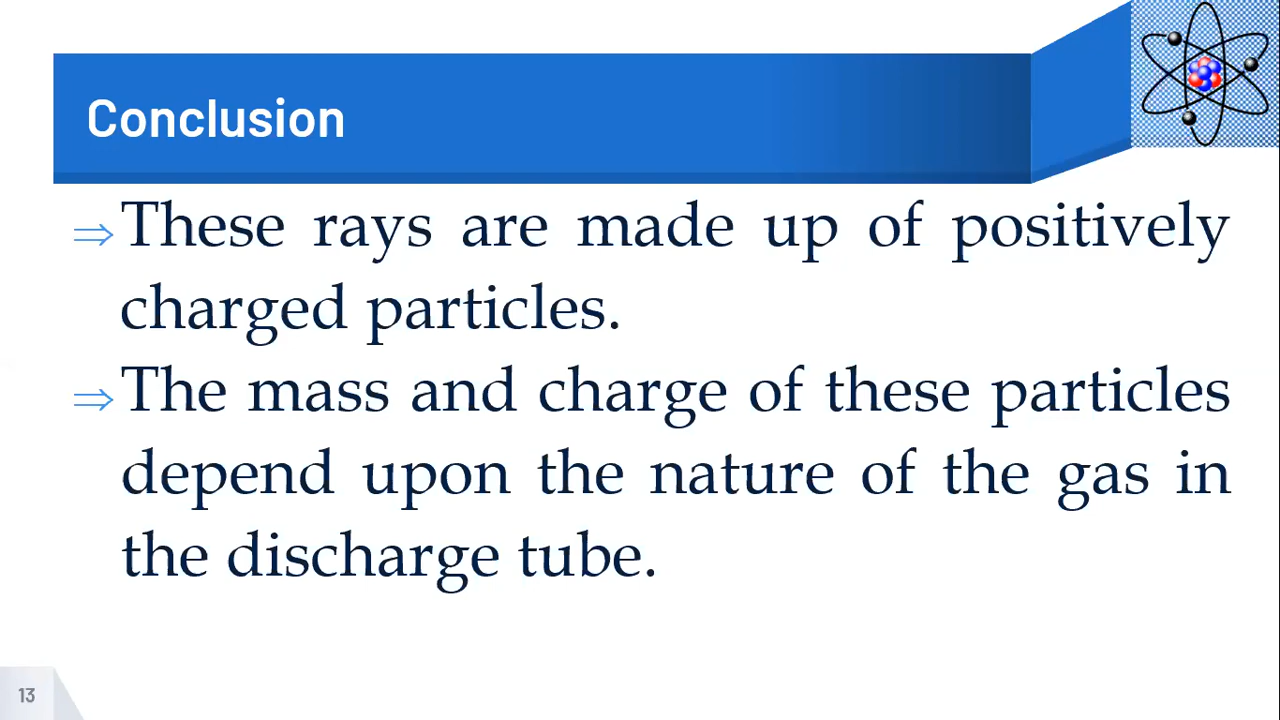 Conclusion
⇒These rays are made up of positively
charged particles.
⇒The mass and charge of these particles
depend upon the nature of the gas in
the discharge tube.
13